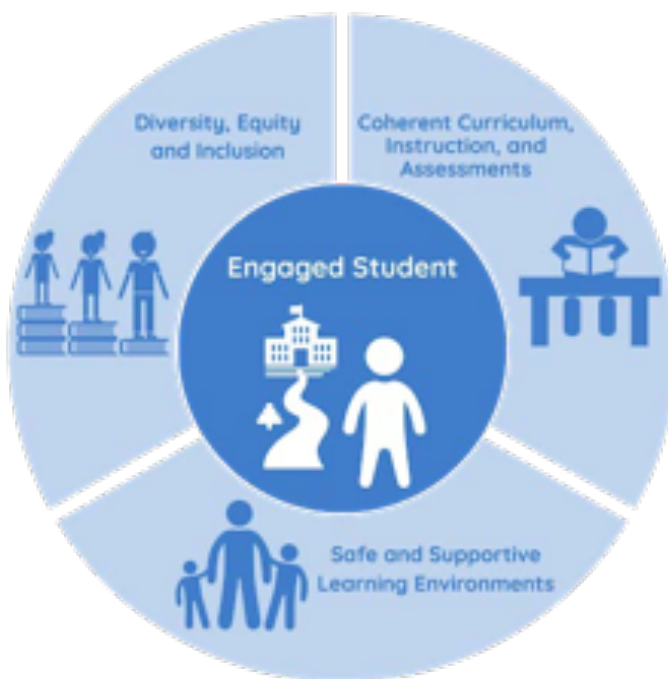 Diversity, Equity
and Inclusion
Coherent Curriculum,
Instruction, and
Assessments
Engaged Student
Safe and Supportive
Learning Environments